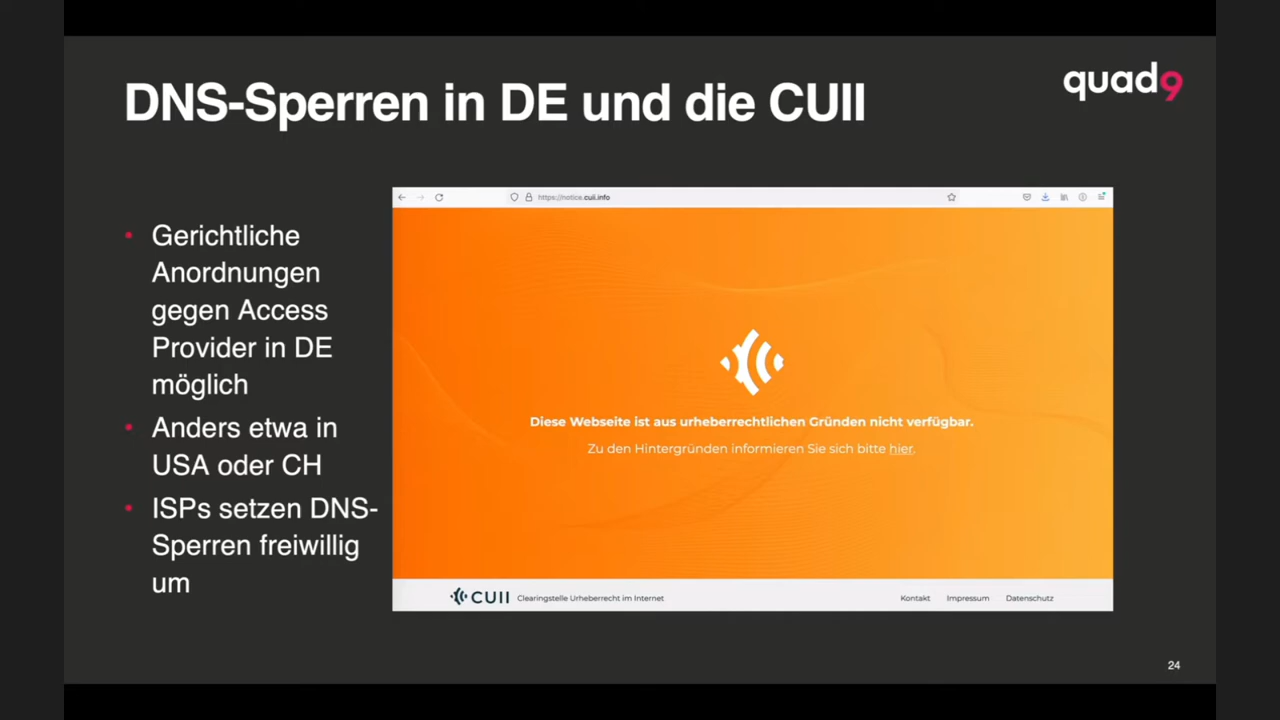 DNS-Sperren in DE und die CUII
quad9
• Gerichtliche
Anordnungen
gegen Access
Provider in DE
möglich
• Anders etwa in
USA oder CH
• ISPs setzen DNS-
Sperren freiwillig
um
https://notice.cuii.info
Diese Webseite ist aus urheberrechtlichen Gründen nicht verfügbar.
Zu den Hintergründen informieren Sie sich bitte hier.
CUII Clearingstelle Urheberrecht im Internet
Kontakt Impressum Datenschutz
24